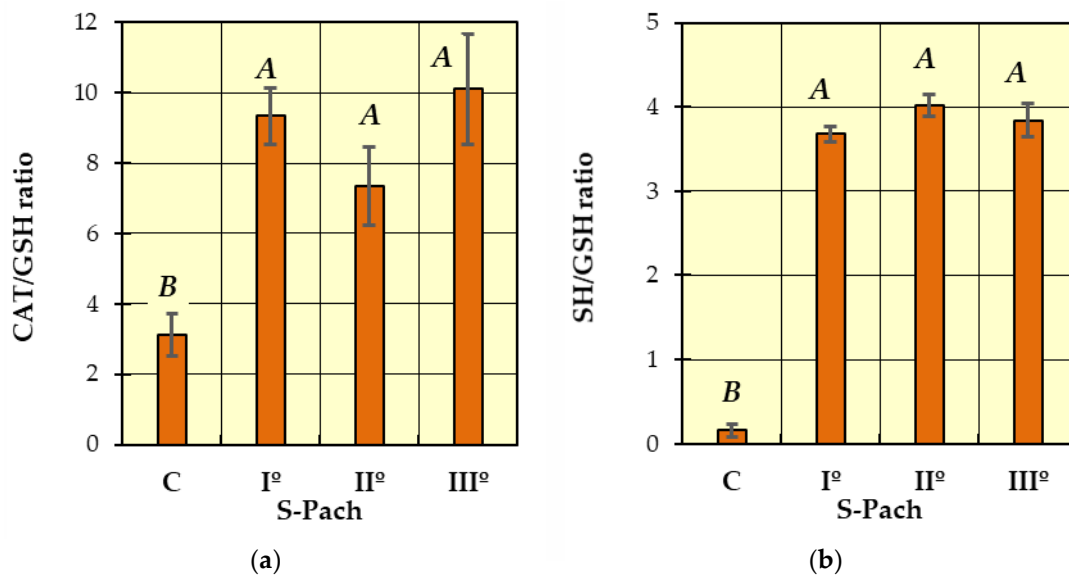 CAT/GSH ratio
12
10
8
6
4
2
0
B
A
A
A
C
Iº
IIº
IIIº
S-Pach
(a)
SH/GSH ratio
5
4
3
2
1
0
B
A
A
A
C
Iº
IIº
IIIº
S-Pach
(b)